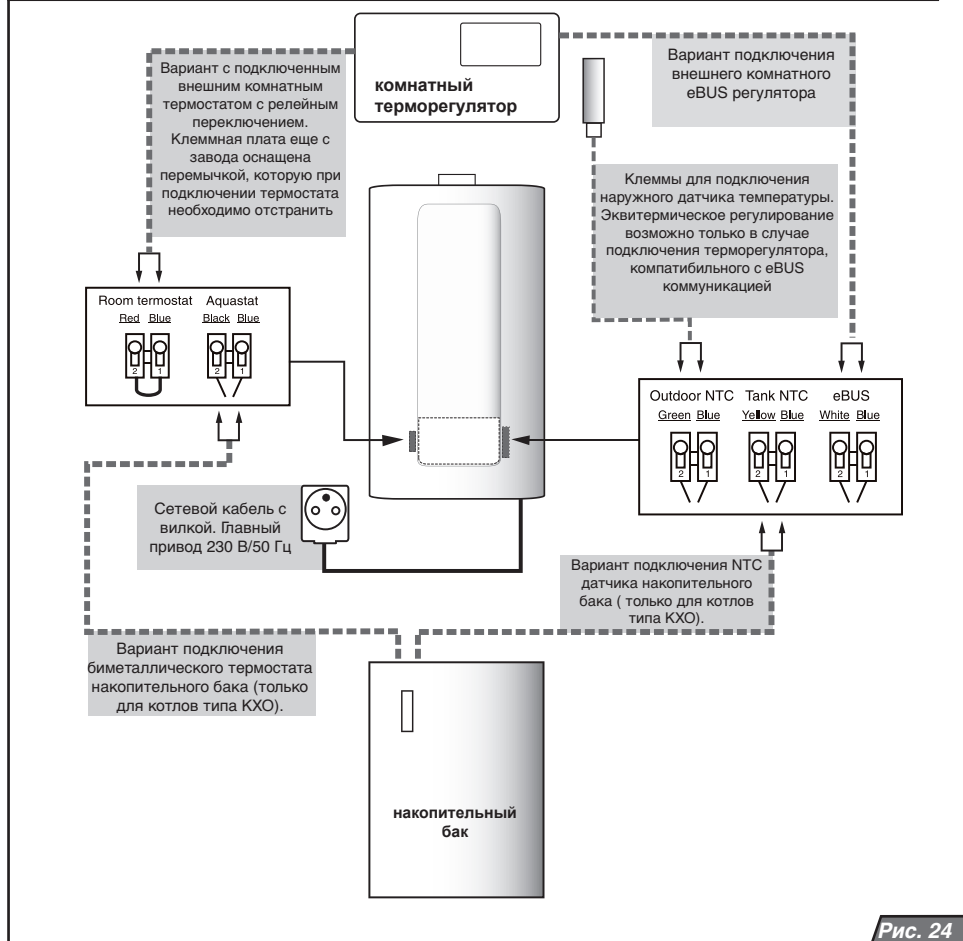 комнатный
терморегулятор
Вариант с подключенным
внешним комнатным
термостатом с релейным
переключением.
Клеммная плата еще с
завода оснащена
перемычкой, которую при
подключении термостата
необходимо отстранить
Вариант подключения
внешнего комнатного
eBUS регулятора
Клеммы для подключения
наружного датчика температуры.
Эквитермическое регулирование
возможно только в случае
подключения терморегулятора,
компатибильного с eBUS
коммуникацией
Room termostat Aquastat
Red Blue Black Blue
2 1 2 1
Outdoor NTC Tank NTC eBUS
Green Blue Yellow Blue White Blue
2 1 2 1 2 1
Сетевой кабель с
вилкой. Главный
привод 230 В/50 Гц
Вариант подключения NTC
датчика накопительного
бака ( только для котлов
типа КХО).
Вариант подключения
биметаллического термостата
накопительного бака (только
для котлов типа КХО).
накопительный
бак
Рис. 24